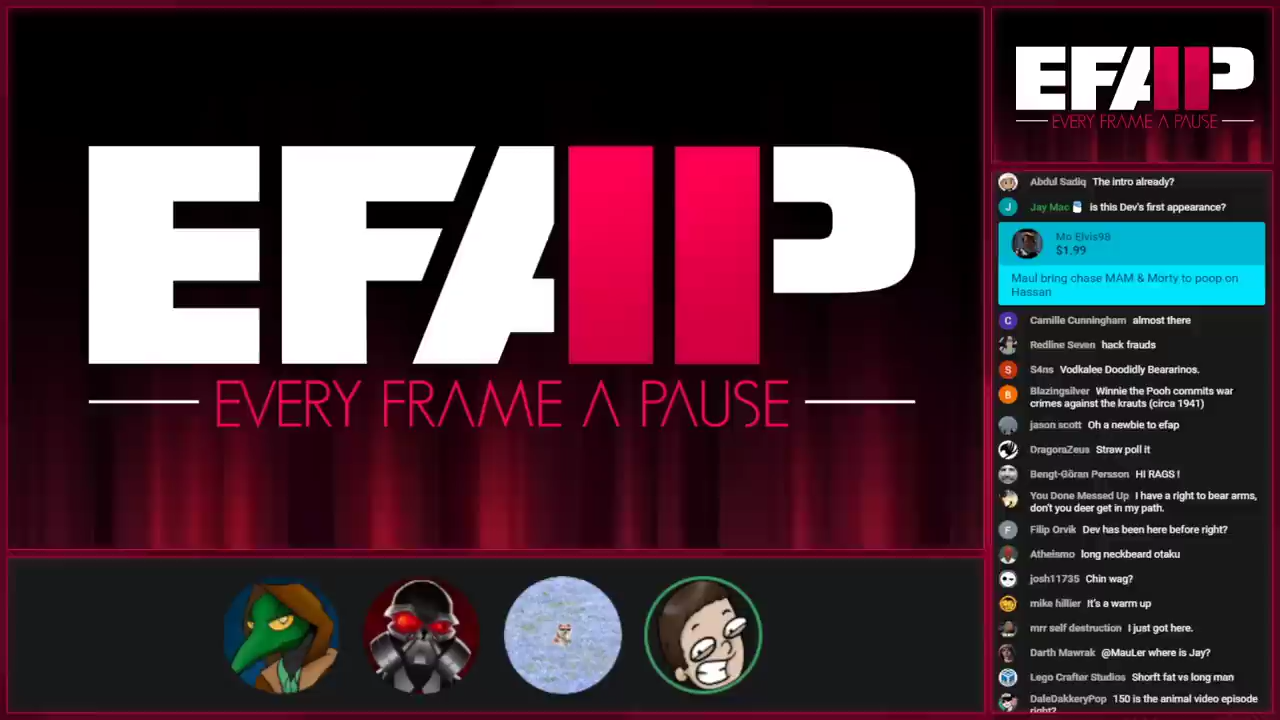 EFAP
EVERY FRAME A PAUSE
EFAP
EVERY FRAME A PAUSE
Abdul Sadiq The intro already?
J Jay Mac is this Dev's first appearance?
Mo Elvis98
$1.99
Maul bring chase MAM & Morty to poop on
Hassan
C Camille Cunningham almost there
Redline Seven hack frauds
S S4ns Vodkalee Doodidly Beararinos.
B Blazingsilver Winnie the Pooh commits war
crimes against the krauts (circa 1941)
jason scott Oh a newbie to efap
DragoraZeus Straw poll it
Bengt-Göran Persson HI RAGS !
You Done Messed Up I have a right to bear arms,
don't you deer get in my path.
F Filip Orvik Dev has been here before right?
Atheismo long neckbeard otaku
josh11735 Chin wag?
mike hillier It's a warm up
mrr self destruction I just got here.
Darth Mawrak @MauLer where is Jay?
Lego Crafter Studios Shorft fat vs long man
DaleDakkeryPop 150 is the animal video episode
right?